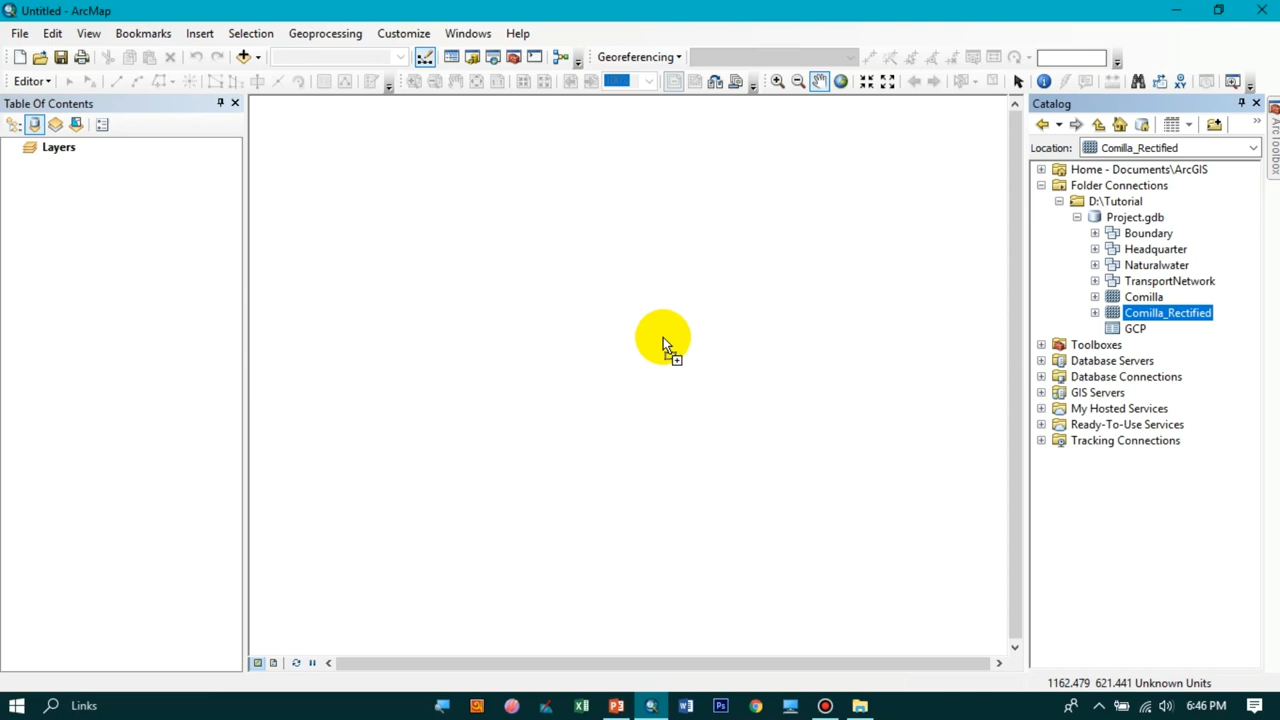 Untitled - ArcMap
File Edit View Bookmarks Insert Selection Geoprocessing Customize Windows Help
Georeferencing
Editor
Table Of Contents
Layers
Catalog
Location: Comilla_Rectified
Home - Documents\ArcGIS
Folder Connections
D:\Tutorial
Project.gdb
Boundary
Headquarter
Naturalwater
TransportNetwork
Comilla
Comilla_Rectified
GCP
Toolboxes
Database Servers
Database Connections
GIS Servers
My Hosted Services
Ready-To-Use Services
Tracking Connections
ArcToolbox
1162.479 621.441 Unknown Units
Links
6:46 PM